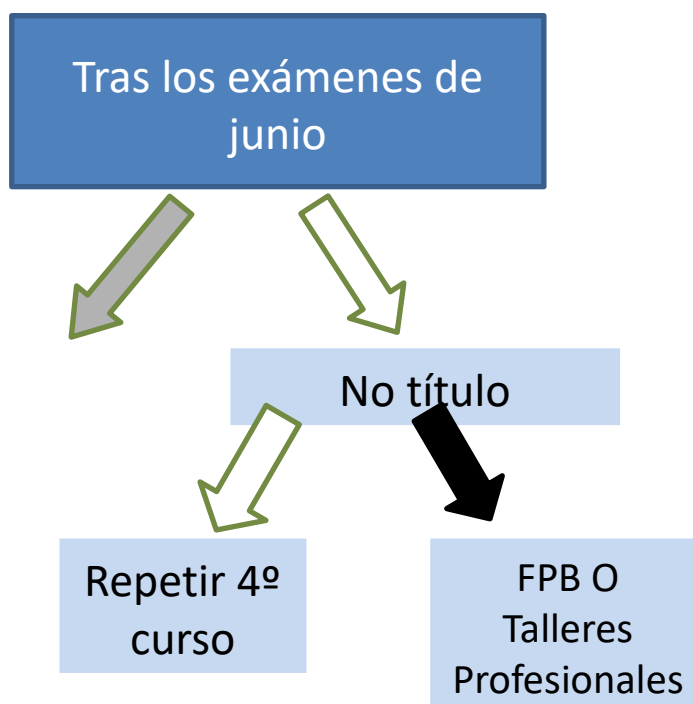 Tras los exámenes de
junio
No título
Repetir 4º
curso
FPB O
Talleres
Profesionales